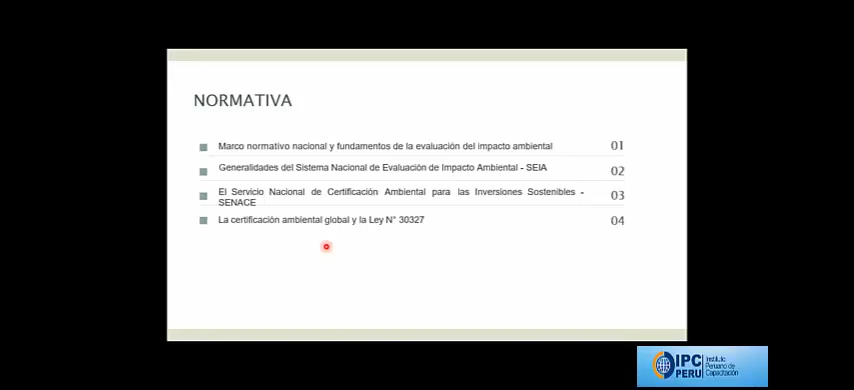 NORMATIVA
Marco normativo nacional y fundamentos de la evaluación del impacto ambiental 01
Generalidades del Sistema Nacional de Evaluación de Impacto Ambiental - SEIA 02
El Servicio Nacional de Certificación Ambiental para las Inversiones Sostenibles - 03
SENACE
La certificación ambiental global y la Ley N° 30327 04
IPC PERU
Instituto
Peruano de
Capacitación